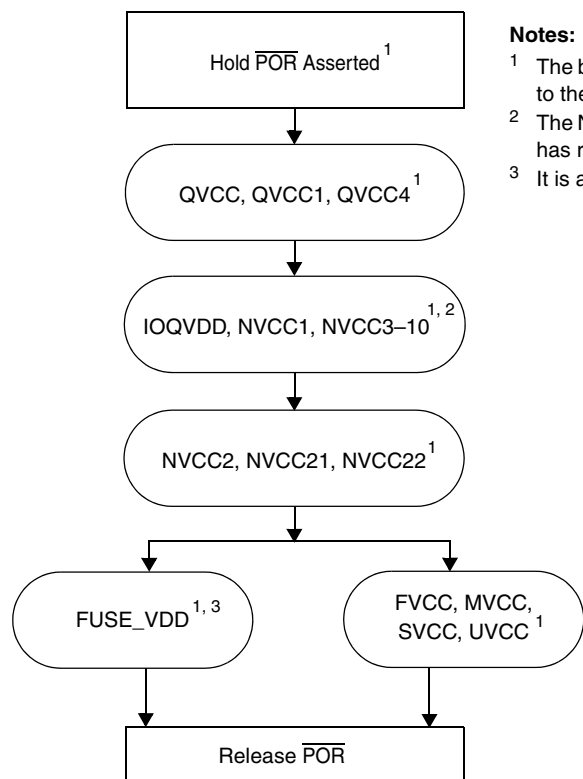 Hold POR Asserted 1
Notes:
1 The
to the
2 The
has
3 It is
QVCC, QVCC1, QVCC4 1
IOQVDD, NVCC1, NVCC3–10 1, 2
NVCC2, NVCC21, NVCC22 1
FUSE_VDD 1, 3
FVCC, MVCC,
SVCC, UVCC 1
Release POR